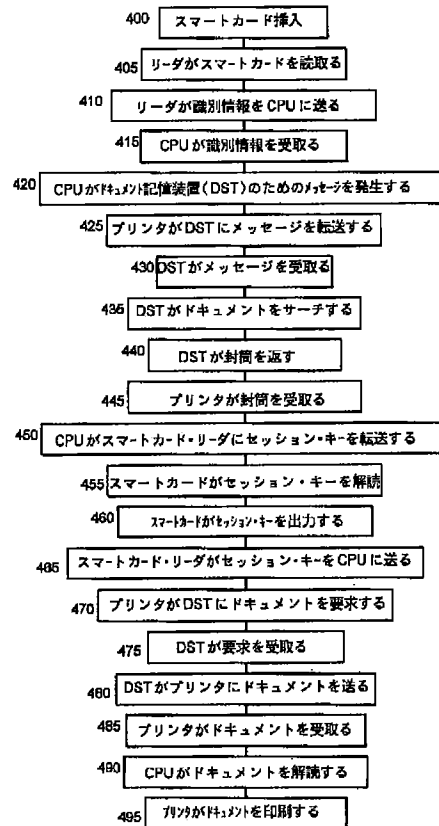 400 スマートカード挿入
405 リーダがスマートカードを読取る
410 リーダが識別情報をCPUに送る
415 CPUが識別情報を受取る
420 CPUがドキュメント記憶装置(DST)のためのメッセージを発生する
425 プリンタがDSTにメッセージを転送する
430 DSTがメッセージを受取る
435 DSTがドキュメントをサーチする
440 DSTが封筒を返す
445 プリンタが封筒を受取る
450 CPUがスマートカード・リーダにセッション・キーを転送する
455 スマートカードがセッション・キーを解読
460 スマートカードがセッション・キーを出力する
465 スマートカード・リーダがセッション・キーをCPUに送る
470 プリンタがDSTにドキュメントを要求する
475 DSTが要求を受取る
480 DSTがプリンタにドキュメントを送る
485 プリンタがドキュメントを受取る
490 CPUがドキュメントを解読する
495 プリンタがドキュメントを印刷する